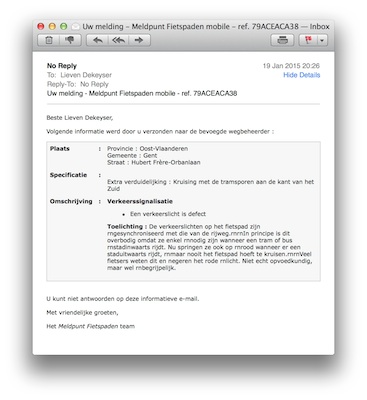 Uw melding – Meldpunt Fietspaden mobile – ref. 79ACEACA38 — Inbox
No Reply
19 Jan 2015 20:26
To: Lieven Dekeyser
Hide Details
Reply-To: No Reply
Uw melding - Meldpunt Fietspaden mobile - ref. 79ACEACA38
Beste Lieven Dekeyser,
Volgende informatie werd door u verzonden naar de bevoegde wegbeheerder :
Plaats : Provincie : Oost-Vlaanderen
Gemeente : Gent
Straat : Hubert Frère-Orbanlaan
Specificatie :
Extra verduidelijking : Kruising met de tramsporen aan de kant van het
Zuid
Omschrijving : Verkeerssignalisatie
• Een verkeerslicht is defect
Toelichting : De verkeerslichten op het fietspad zijn
rngesynchroniseerd met die van de rijweg.rnrnIn principe is dit
overbodig omdat ze enkel rnnodig zijn wanneer een tram of bus
rnstadinwaarts rijdt. Nu springen ze ook op rnrood wanneer er een
staduitwaarts rijdt, rnmaar nooit het fietspad hoeft te kruisen.rnrnVeel
fietsers weten dit en negeren het rode rnlicht. Niet echt opvoedkundig,
maar wel rnbegrijpelijk.
U kunt niet antwoorden op deze informatieve e-mail.
Met vriendelijke groeten,
Het Meldpunt Fietspaden team